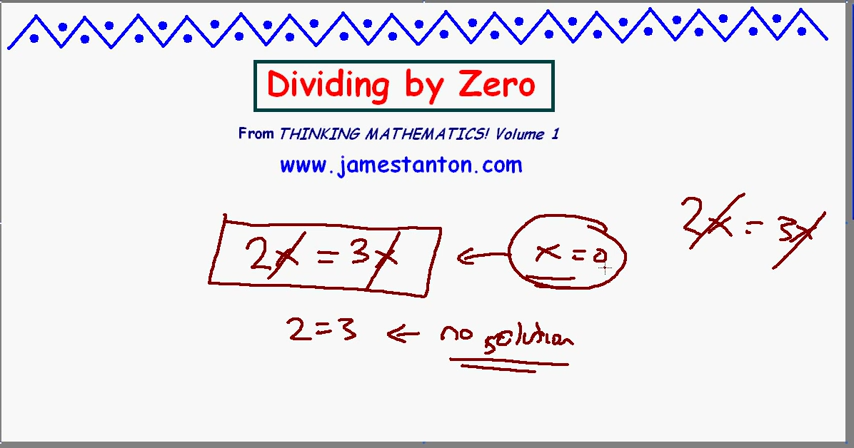 Dividing by Zero
From THINKING MATHEMATICS! Volume 1
www.jamestanton.com
2x = 3x
2x = 3x ← x = 0
2 = 3 ← no solution